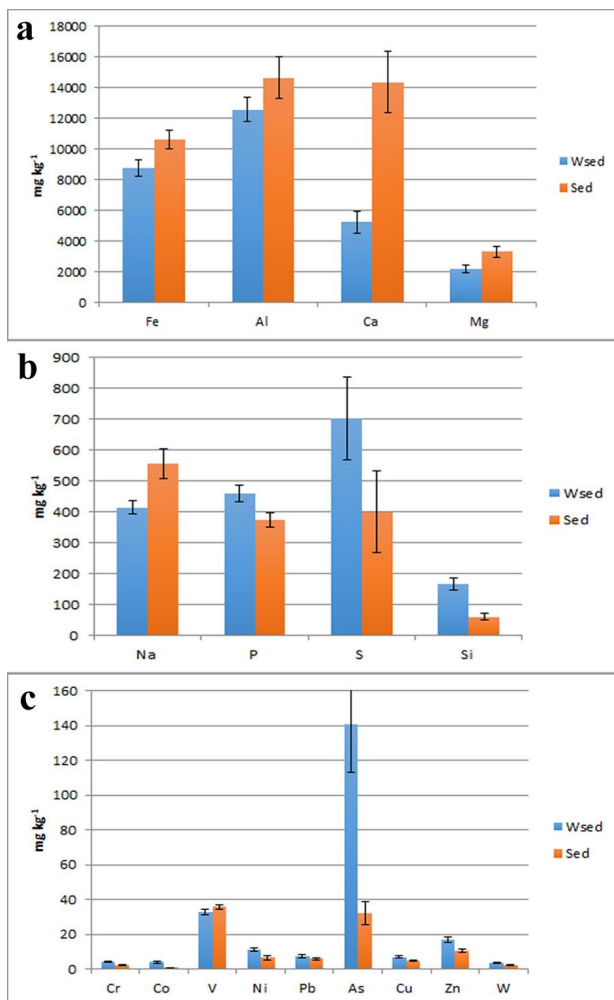 a
18000
16000
14000
12000
10000
8000
6000
4000
2000
0
mg kg-1
Fe Al Ca Mg
Wsed
Sed
b
900
800
700
600
500
400
300
200
100
0
mg kg-1
Na P S Si
Wsed
Sed
c
160
140
120
100
80
60
40
20
0
mg kg-1
Cr Co V Ni Pb As Cu Zn W
Wsed
Sed